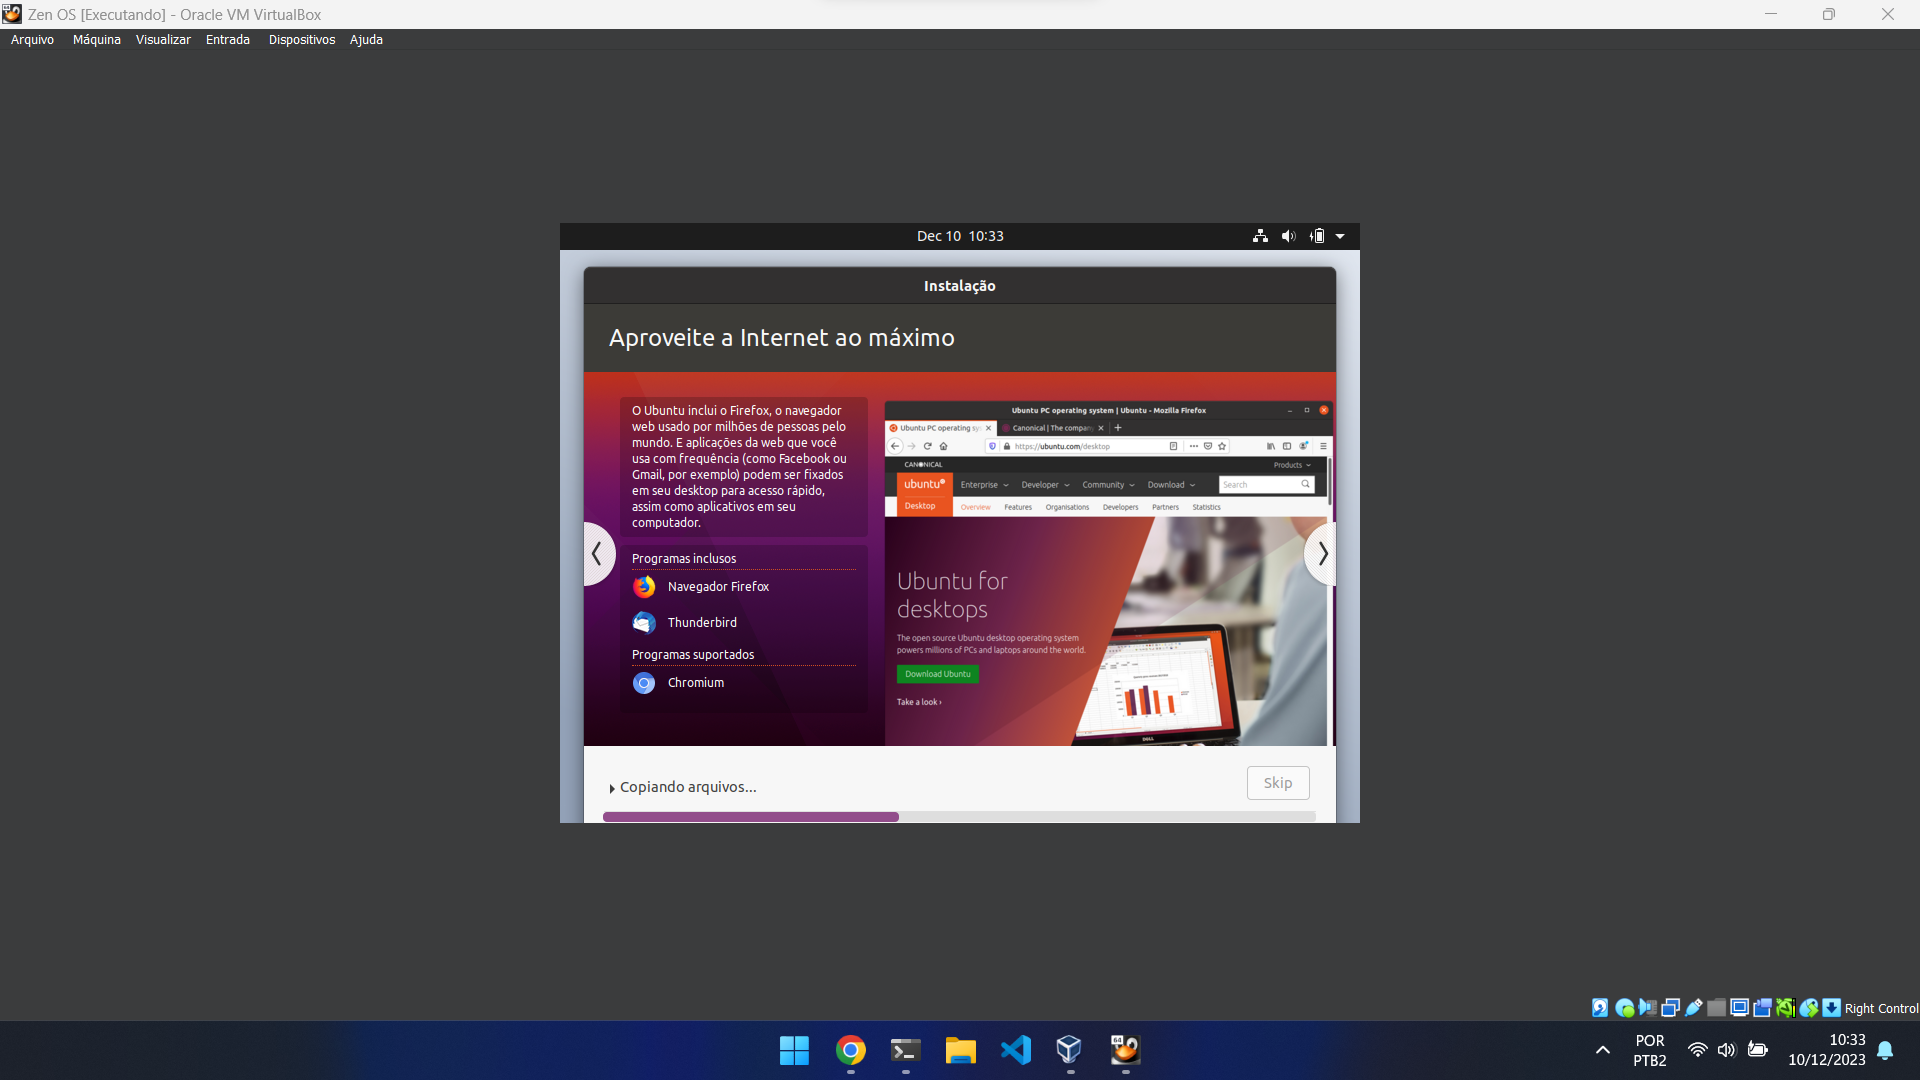 Zen OS [Executando] - Oracle VM VirtualBox
Arquivo Máquina Visualizar Entrada Dispositivos Ajuda
Dec 10 10:33
Instalação
Aproveite a Internet ao máximo
O Ubuntu inclui o Firefox, o navegador
web usado por milhões de pessoas pelo
mundo. E aplicações da web que você
usa com frequência (como Facebook ou
Gmail, por exemplo) podem ser fixados
em seu desktop para acesso rápido,
assim como aplicativos em seu
computador.
Programas inclusos
Navegador Firefox
Thunderbird
Programas suportados
Chromium
Ubuntu PC operating system | Ubuntu - Mozilla Firefox
Ubuntu PC operating sy
Canonical | The company
https://ubuntu.com/desktop
CANONICAL
Products
ubuntu
Enterprise Developer Community Download
Search
Desktop
Overview Features Organisations Developers Partners Statistics
Ubuntu for
desktops
The open source Ubuntu desktop operating system
powers millions of PCs and laptops around the world.
Download Ubuntu
Take a look ›
DELL
Copiando arquivos...
Skip
Right Control
64
POR
PTB2
10:33
10/12/2023